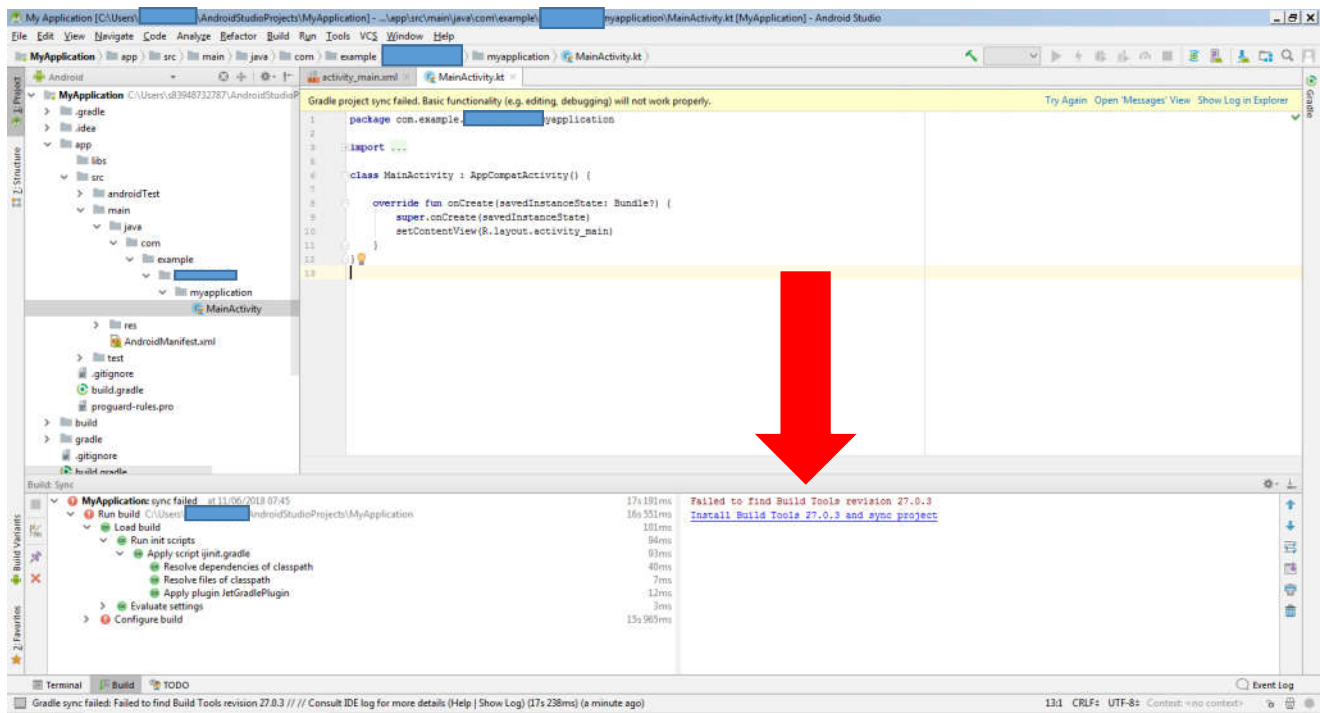 My Application [C:\Users\ \AndroidStudioProjects\MyApplication] - ...\app\src\main\java\com\example\ myapplication\MainActivity.kt [MyApplication] - Android Studio
File Edit View Navigate Code Analyze Refactor Build Run Tools VCS Window Help
MyApplication app src main java com example myapplication MainActivity.kt
Android activity_main.xml MainActivity.kt
1: Project
Gradle
MyApplication C:\Users\s83948732787\AndroidStudioP
Gradle project sync failed. Basic functionality (e.g. editing, debugging) will not work properly. Try Again Open 'Messages' View Show Log in Explorer
.gradle
.idea
app
libs
src
androidTest
main
java
com
example
myapplication
MainActivity
res
AndroidManifest.xml
test
.gitignore
build.gradle
proguard-rules.pro
build
gradle
.gitignore
build.gradle
Z: Structure
1 package com.example. yapplication
2
3 import ...
5
6 class MainActivity : AppCompatActivity() {
7
8 override fun onCreate(savedInstanceState: Bundle?) {
9 super.onCreate(savedInstanceState)
10 setContentView(R.layout.activity_main)
11 }
12 }
13
Build: Sync
MyApplication: sync failed at 11/06/2018 07:45 17s 191ms
Run build C:\Users\ \AndroidStudioProjects\MyApplication 16s 551ms
Load build 101ms
Run init scripts 94ms
Apply script ijinit.gradle 93ms
Resolve dependencies of classpath 40ms
Resolve files of classpath 7ms
Apply plugin JetGradlePlugin 12ms
Evaluate settings 3ms
Configure build 15s 965ms
Failed to find Build Tools revision 27.0.3
Install Build Tools 27.0.3 and sync project
Build Variants
2: Favorites
Terminal Build TODO Event Log
Gradle sync failed: Failed to find Build Tools revision 27.0.3 // // Consult IDE log for more details (Help | Show Log) (17s 238ms) (a minute ago) 13:1 CRLF÷ UTF-8÷ Context: <no context>